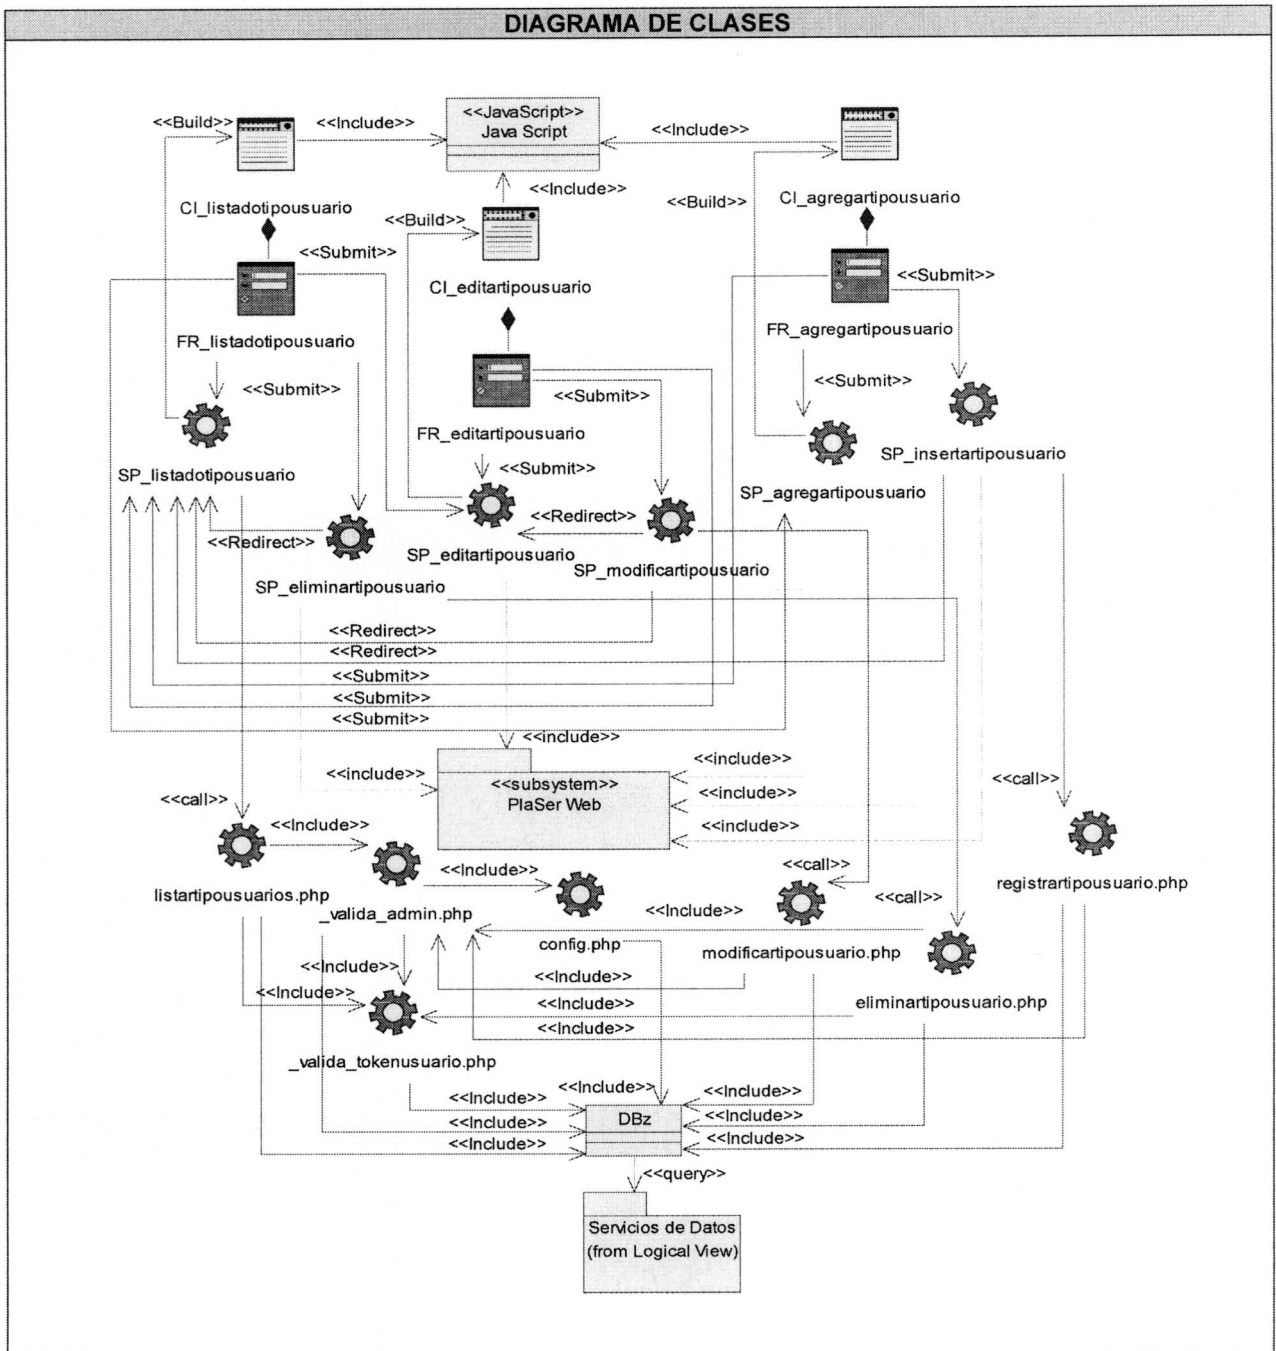 DIAGRAMA DE CLASES
<<Build>>
<<Include>>
<<JavaScript>>
Java Script
<<Include>>
<<Include>>
CI_listadotipousuario
<<Build>>
<<Build>>
CI_agregartipousuario
<<Submit>>
<<Submit>>
CI_editartipousuario
FR_listadotipousuario
FR_agregartipousuario
<<Submit>>
<<Submit>>
<<Submit>>
FR_editartipousuario
SP_insertartipousuario
<<Submit>>
SP_listadotipousuario
SP_agregartipousuario
<<Redirect>>
<<Redirect>>
SP_editartipousuario
SP_modificartipousuario
SP_eliminartipousuario
<<Redirect>>
<<Redirect>>
<<Submit>>
<<Submit>>
<<Submit>>
<<include>>
<<include>>
<<include>>
<<subsystem>>
PlaSer Web
<<include>>
<<include>>
<<call>>
<<call>>
<<Include>>
<<Include>>
<<call>>
<<call>>
listartipousuarios.php
registrartipousuario.php
_valida_admin.php
<<Include>>
config.php
modificartipousuario.php
<<Include>>
<<Include>>
<<Include>>
<<Include>>
eliminartipousuario.php
<<Include>>
_valida_tokenusuario.php
<<Include>>
<<Include>>
<<Include>>
DBz
<<Include>>
<<Include>>
<<Include>>
<<Include>>
<<query>>
Servicios de Datos
(from Logical View)